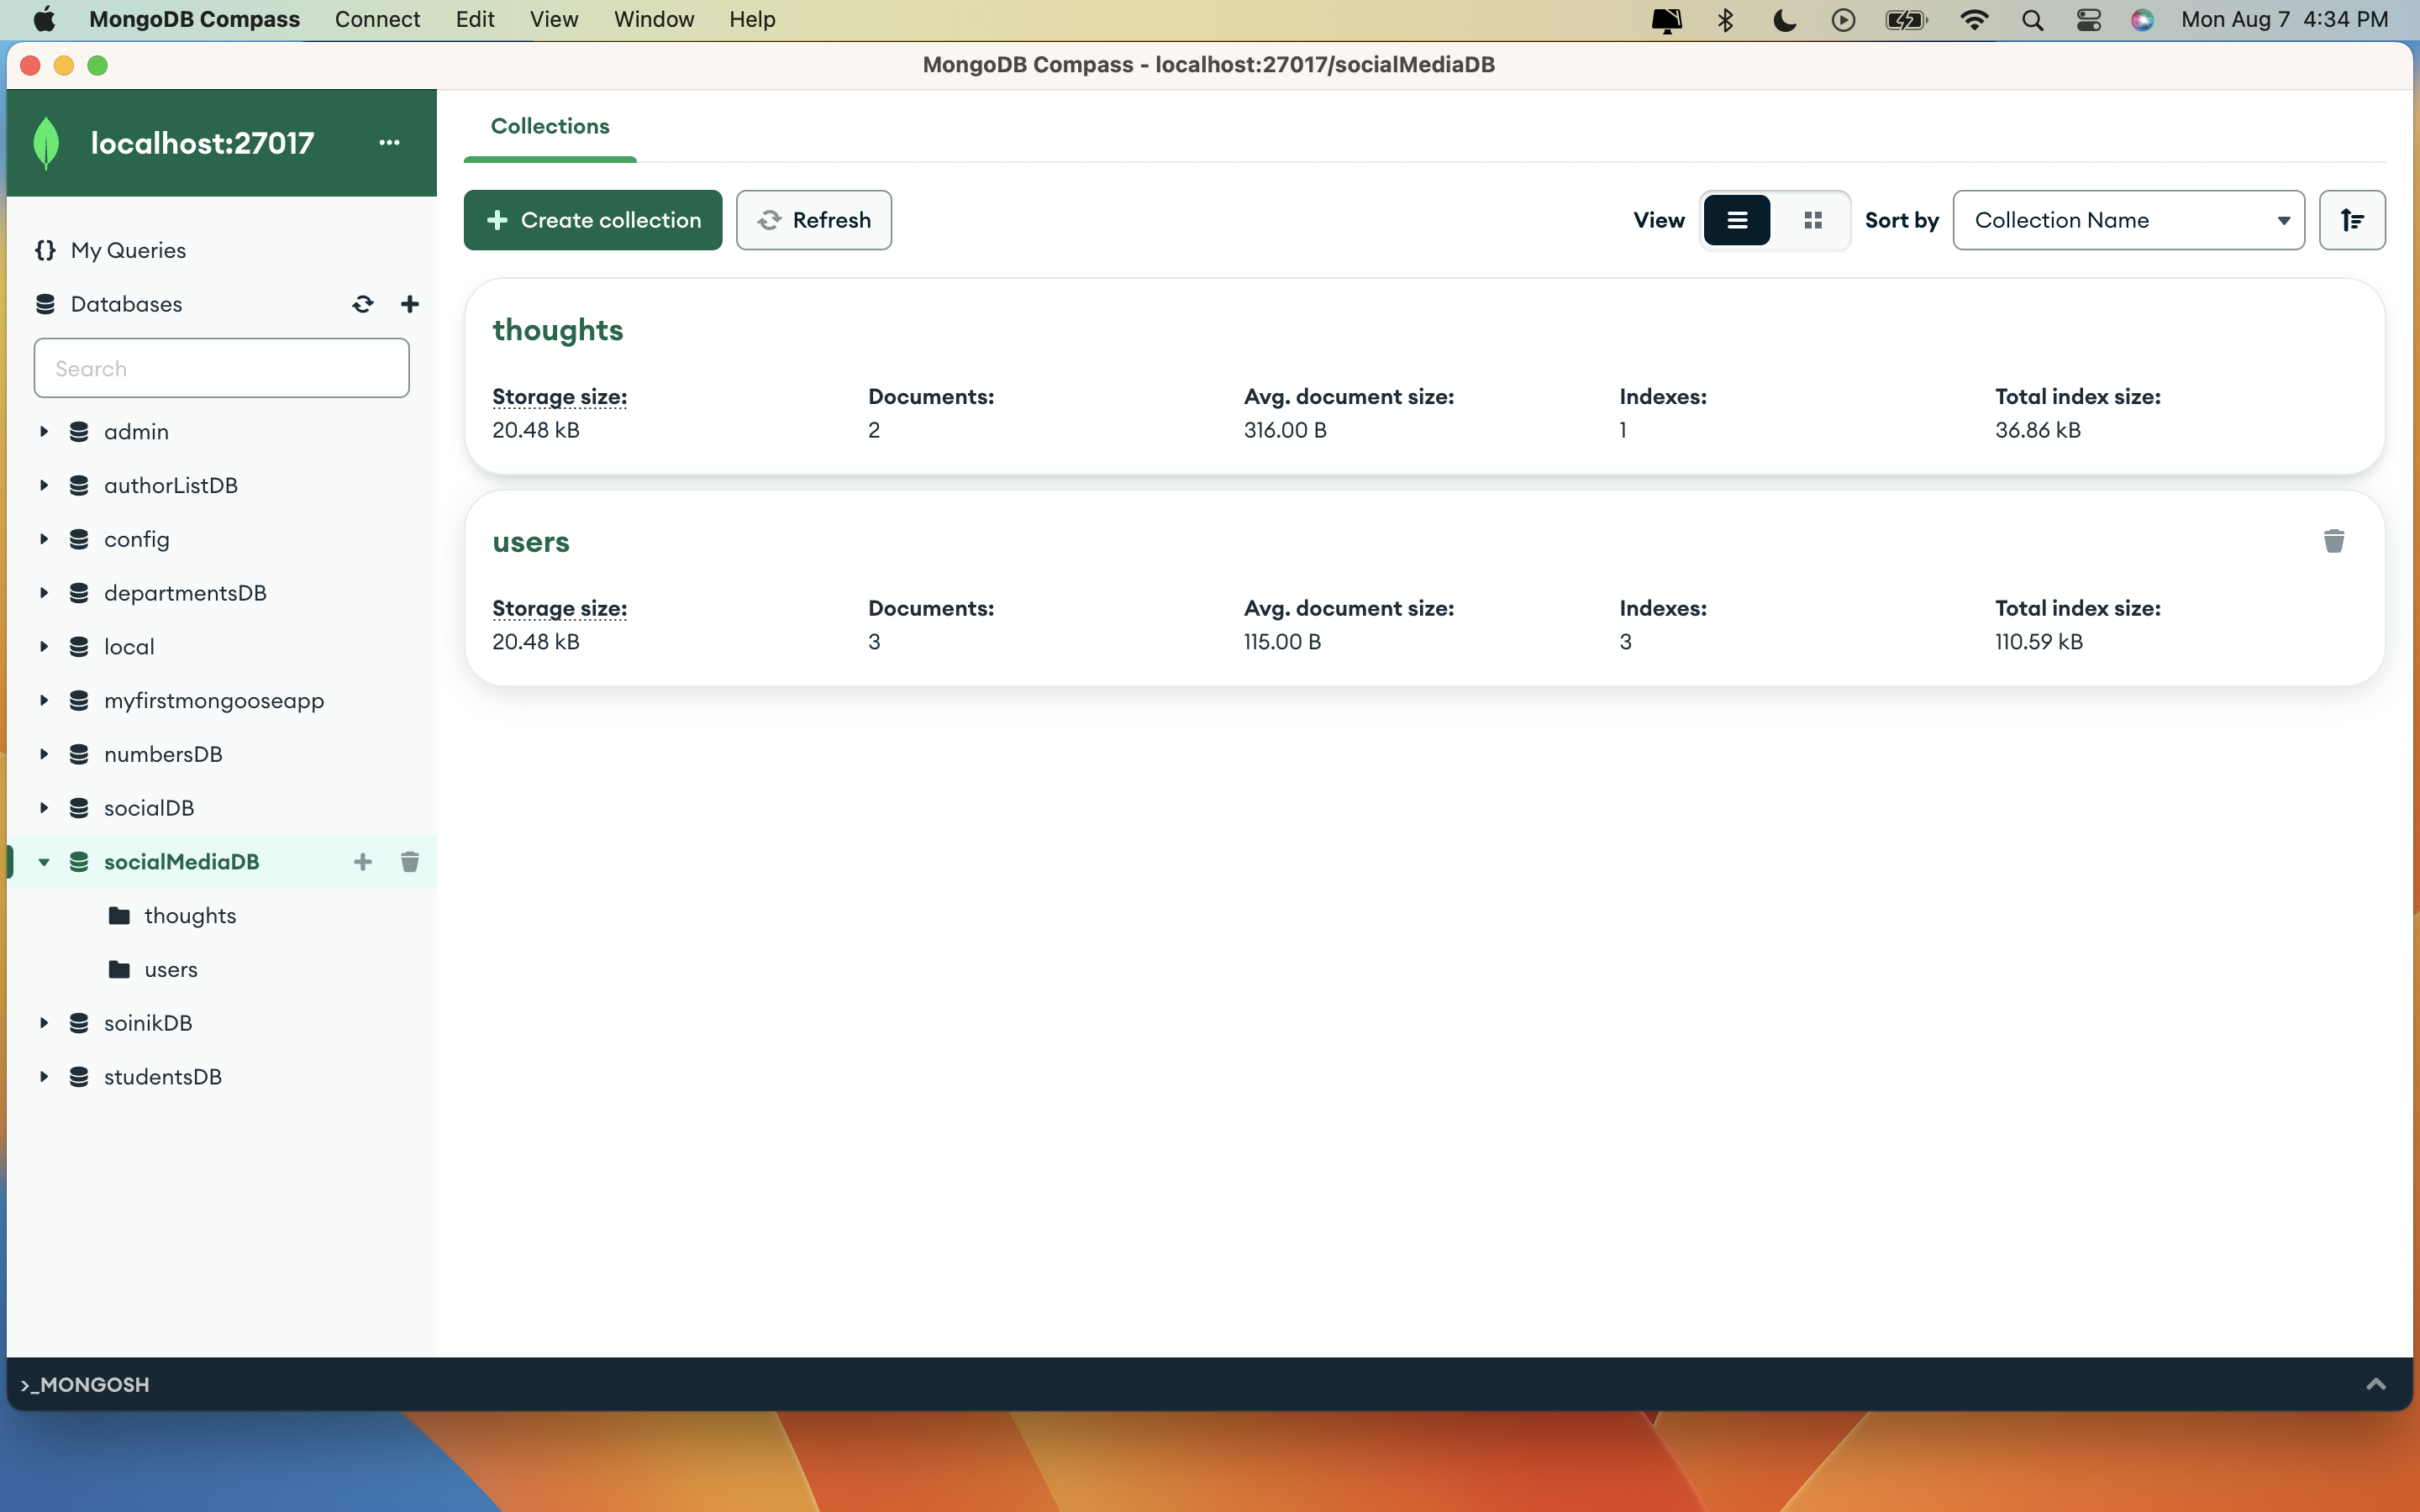 MongoDB Compass Connect Edit View Window Help Mon Aug 7 4:34 PM
MongoDB Compass - localhost:27017/socialMediaDB
localhost:27017
My Queries
Databases
Search
admin
authorListDB
config
departmentsDB
local
myfirstmongooseapp
numbersDB
socialDB
socialMediaDB
thoughts
users
soinikDB
studentsDB
Collections
Create collection Refresh View Sort by Collection Name
thoughts
Storage size: Documents: Avg. document size: Indexes: Total index size:
20.48 kB 2 316.00 B 1 36.86 kB
users
Storage size: Documents: Avg. document size: Indexes: Total index size:
20.48 kB 3 115.00 B 3 110.59 kB
>_MONGOSH